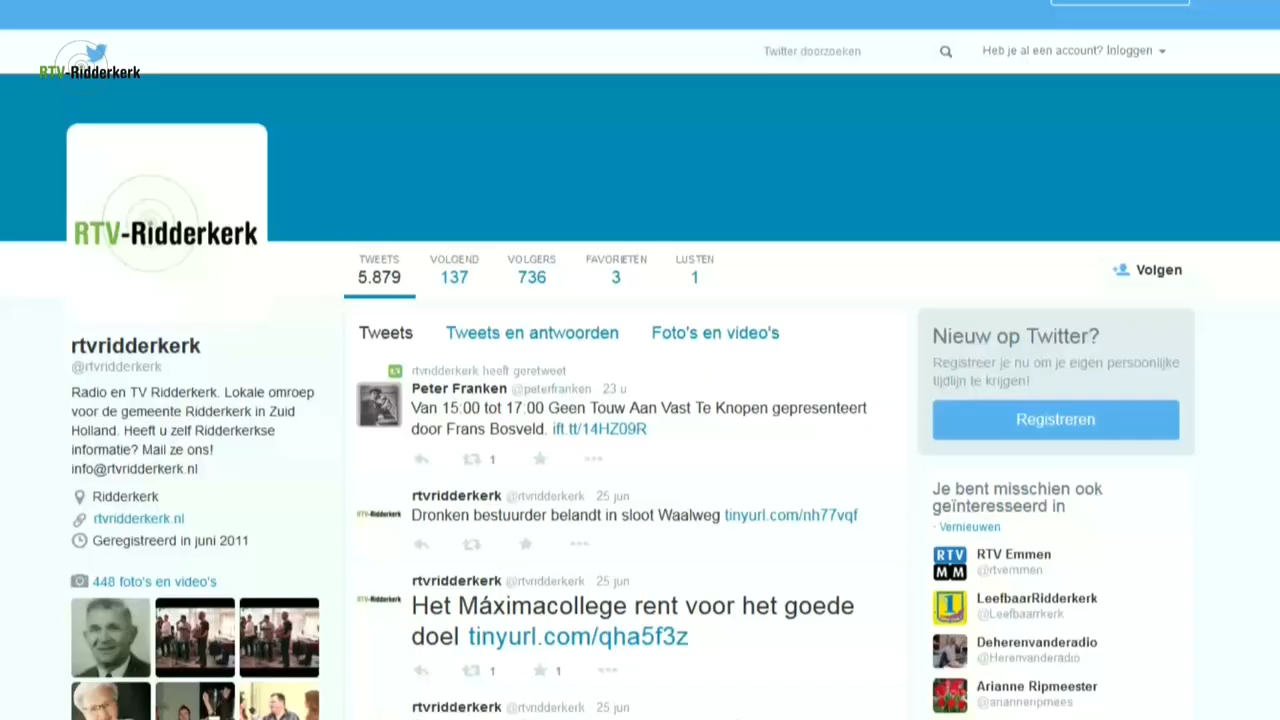 Twitter doorzoeken
Heb je al een account? Inloggen
RTV-Ridderkerk
RTV-Ridderkerk
TWEETS
VOLGEND
VOLGERS
FAVORIETEN
LIJSTEN
5.879
137
736
3
1
Volgen
rtvridderkerk
@rtvridderkerk
Radio en TV Ridderkerk. Lokale omroep
voor de gemeente Ridderkerk in Zuid
Holland. Heeft u zelf Ridderkerkse
informatie? Mail ze ons!
info@rtvridderkerk.nl
Ridderkerk
rtvridderkerk.nl
Geregistreerd in juni 2011
448 foto's en video's
Tweets
Tweets en antwoorden
Foto's en video's
rtvridderkerk heeft geretweet
Peter Franken @peterfranken 23 u
Van 15:00 tot 17:00 Geen Touw Aan Vast Te Knopen gepresenteert
door Frans Bosveld. ift.tt/14HZ09R
1
rtvridderkerk @rtvridderkerk 25 jun
RTV-Ridderkerk
Dronken bestuurder belandt in sloot Waalweg tinyurl.com/nh77vqf
rtvridderkerk @rtvridderkerk 25 jun
RTV-Ridderkerk
Het Máximacollege rent voor het goede
doel tinyurl.com/qha5f3z
1
1
rtvridderkerk @rtvridderkerk 25 jun
Nieuw op Twitter?
Registreer je nu om je eigen persoonlijke
tijdlijn te krijgen!
Registreren
Je bent misschien ook
geïnteresseerd in
· Vernieuwen
RTV
MM
RTV Emmen
@rtvemmen
1
LeefbaarRidderkerk
@Leefbaarrkerk
Deherenvanderadio
@Herenvanderadio
Arianne Ripmeester
@arianneripmees